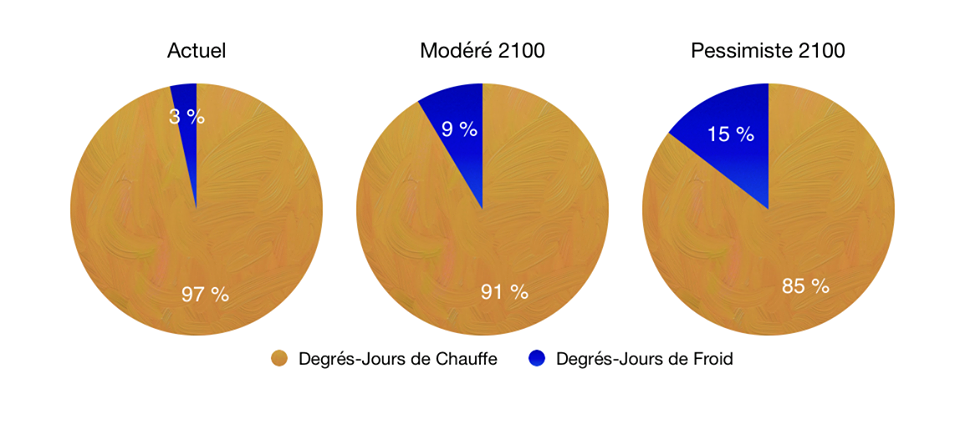 Actuel
Modéré 2100
Pessimiste 2100
3 %
9 %
15 %
97 %
91 %
85 %
Degrés-Jours de Chauffe
Degrés-Jours de Froid